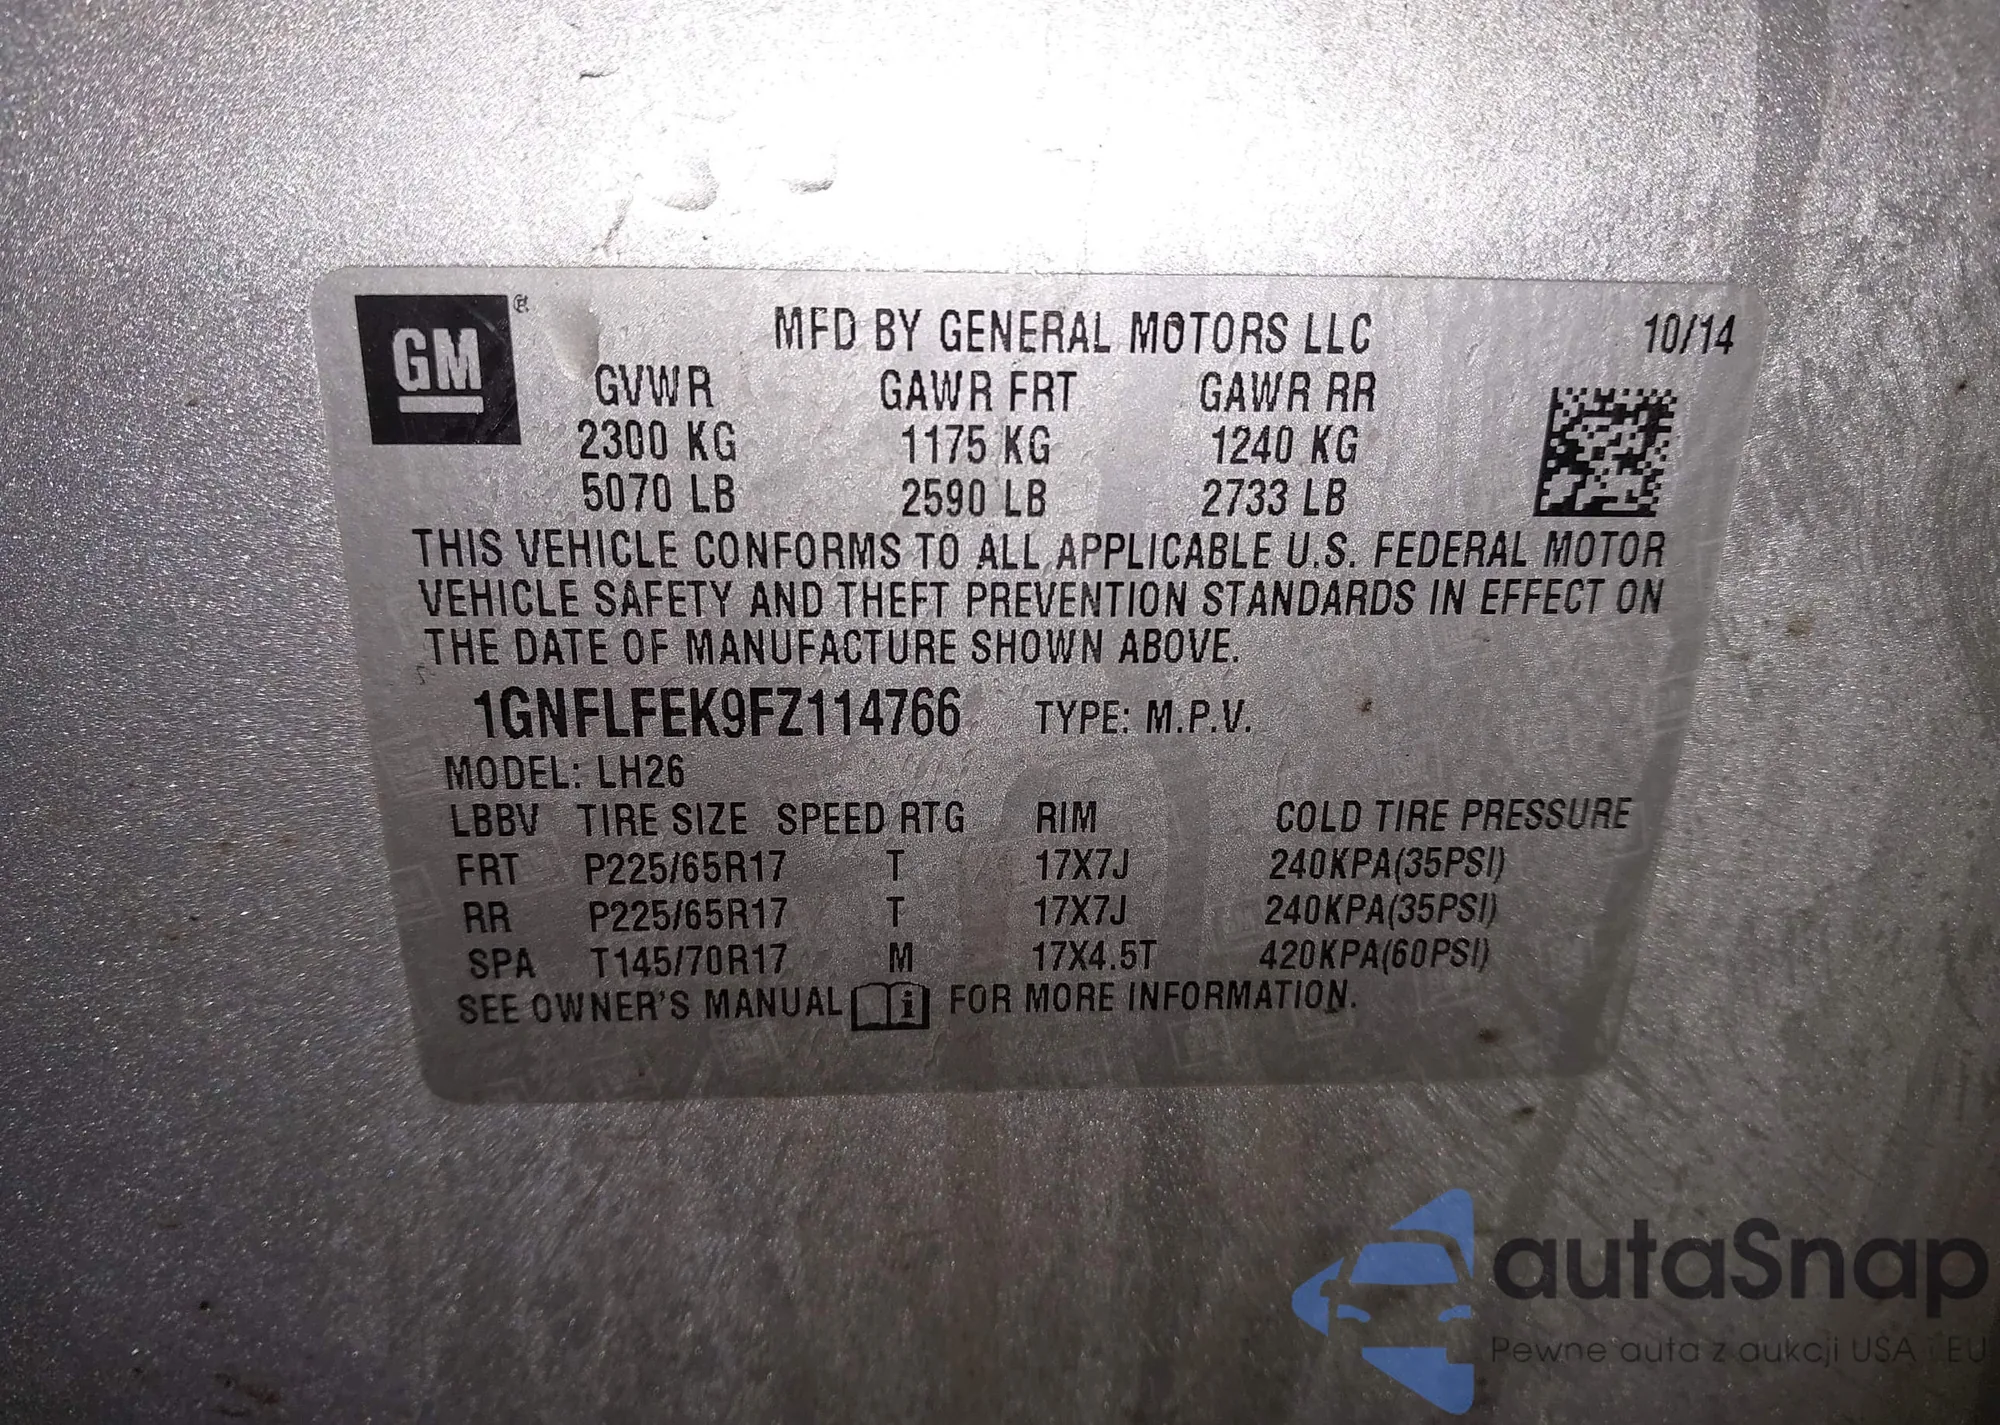 GM
MFD BY GENERAL MOTORS LLC 10/14
GVWR GAWR FRT GAWR RR
2300 KG 1175 KG 1240 KG
5070 LB 2590 LB 2733 LB
THIS VEHICLE CONFORMS TO ALL APPLICABLE U.S. FEDERAL MOTOR
VEHICLE SAFETY AND THEFT PREVENTION STANDARDS IN EFFECT ON
THE DATE OF MANUFACTURE SHOWN ABOVE.
1GNFLFEK9FZ114766 TYPE: M.P.V.
MODEL: LH26
LBBV TIRE SIZE SPEED RTG RIM COLD TIRE PRESSURE
FRT P225/65R17 T 17X7J 240KPA(35PSI)
RR P225/65R17 T 17X7J 240KPA(35PSI)
SPA T145/70R17 M 17X4.5T 420KPA(60PSI)
SEE OWNER'S MANUAL i FOR MORE INFORMATION.
autaSnap
Pewne auta z aukcji USA i EU